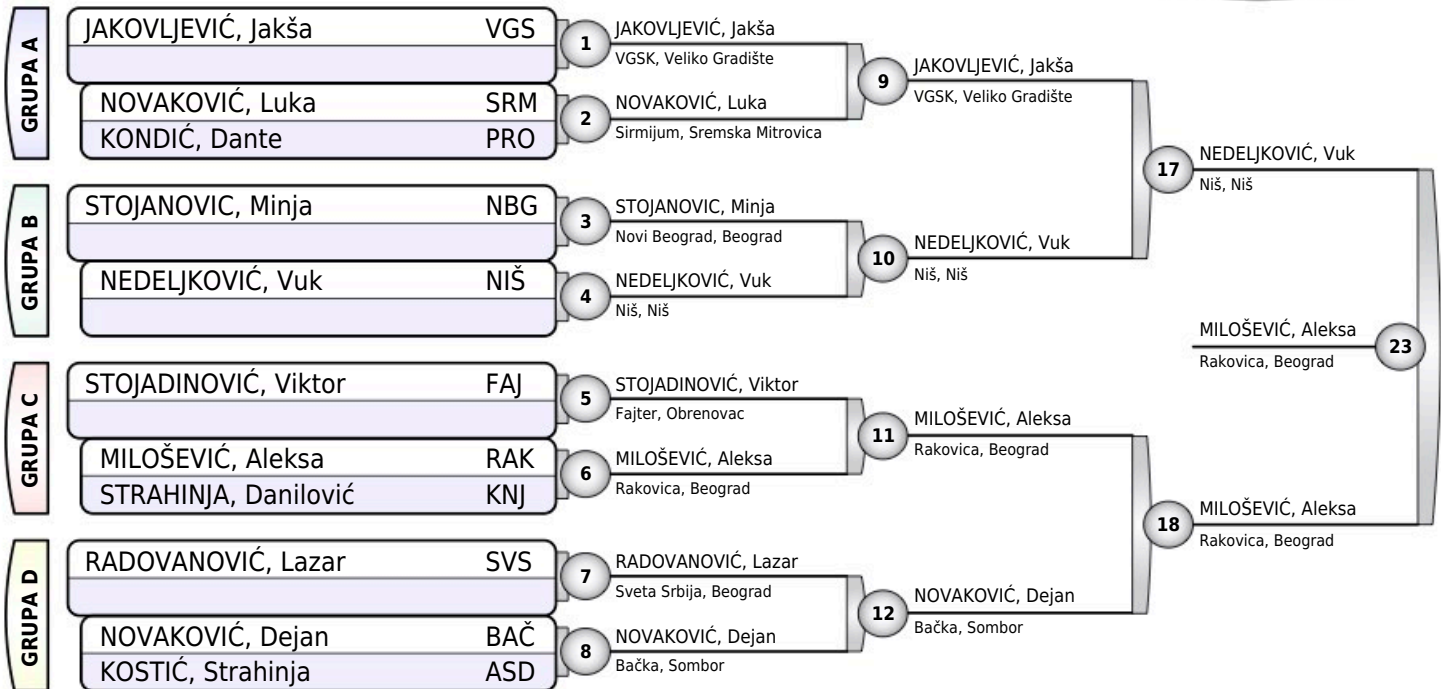 GRUPA A
JAKOVLJEVIĆ, Jakša VGS
NOVAKOVIĆ, Luka SRM
KONDIĆ, Dante PRO
GRUPA B
STOJANOVIC, Minja NBG
NEDELJKOVIĆ, Vuk NIŠ
GRUPA C
STOJADINOVIĆ, Viktor FAJ
MILOŠEVIĆ, Aleksa RAK
STRAHINJA, Danilović KNJ
GRUPA D
RADOVANOVIĆ, Lazar SVS
NOVAKOVIĆ, Dejan BAČ
KOSTIĆ, Strahinja ASD
1
JAKOVLJEVIĆ, Jakša
VGSK, Veliko Gradište
2
NOVAKOVIĆ, Luka
Sirmijum, Sremska Mitrovica
3
STOJANOVIC, Minja
Novi Beograd, Beograd
4
NEDELJKOVIĆ, Vuk
Niš, Niš
5
STOJADINOVIĆ, Viktor
Fajter, Obrenovac
6
MILOŠEVIĆ, Aleksa
Rakovica, Beograd
7
RADOVANOVIĆ, Lazar
Sveta Srbija, Beograd
8
NOVAKOVIĆ, Dejan
Bačka, Sombor
9
JAKOVLJEVIĆ, Jakša
VGSK, Veliko Gradište
10
NEDELJKOVIĆ, Vuk
Niš, Niš
11
MILOŠEVIĆ, Aleksa
Rakovica, Beograd
12
NOVAKOVIĆ, Dejan
Bačka, Sombor
17
NEDELJKOVIĆ, Vuk
Niš, Niš
18
MILOŠEVIĆ, Aleksa
Rakovica, Beograd
MILOŠEVIĆ, Aleksa
Rakovica, Beograd
23